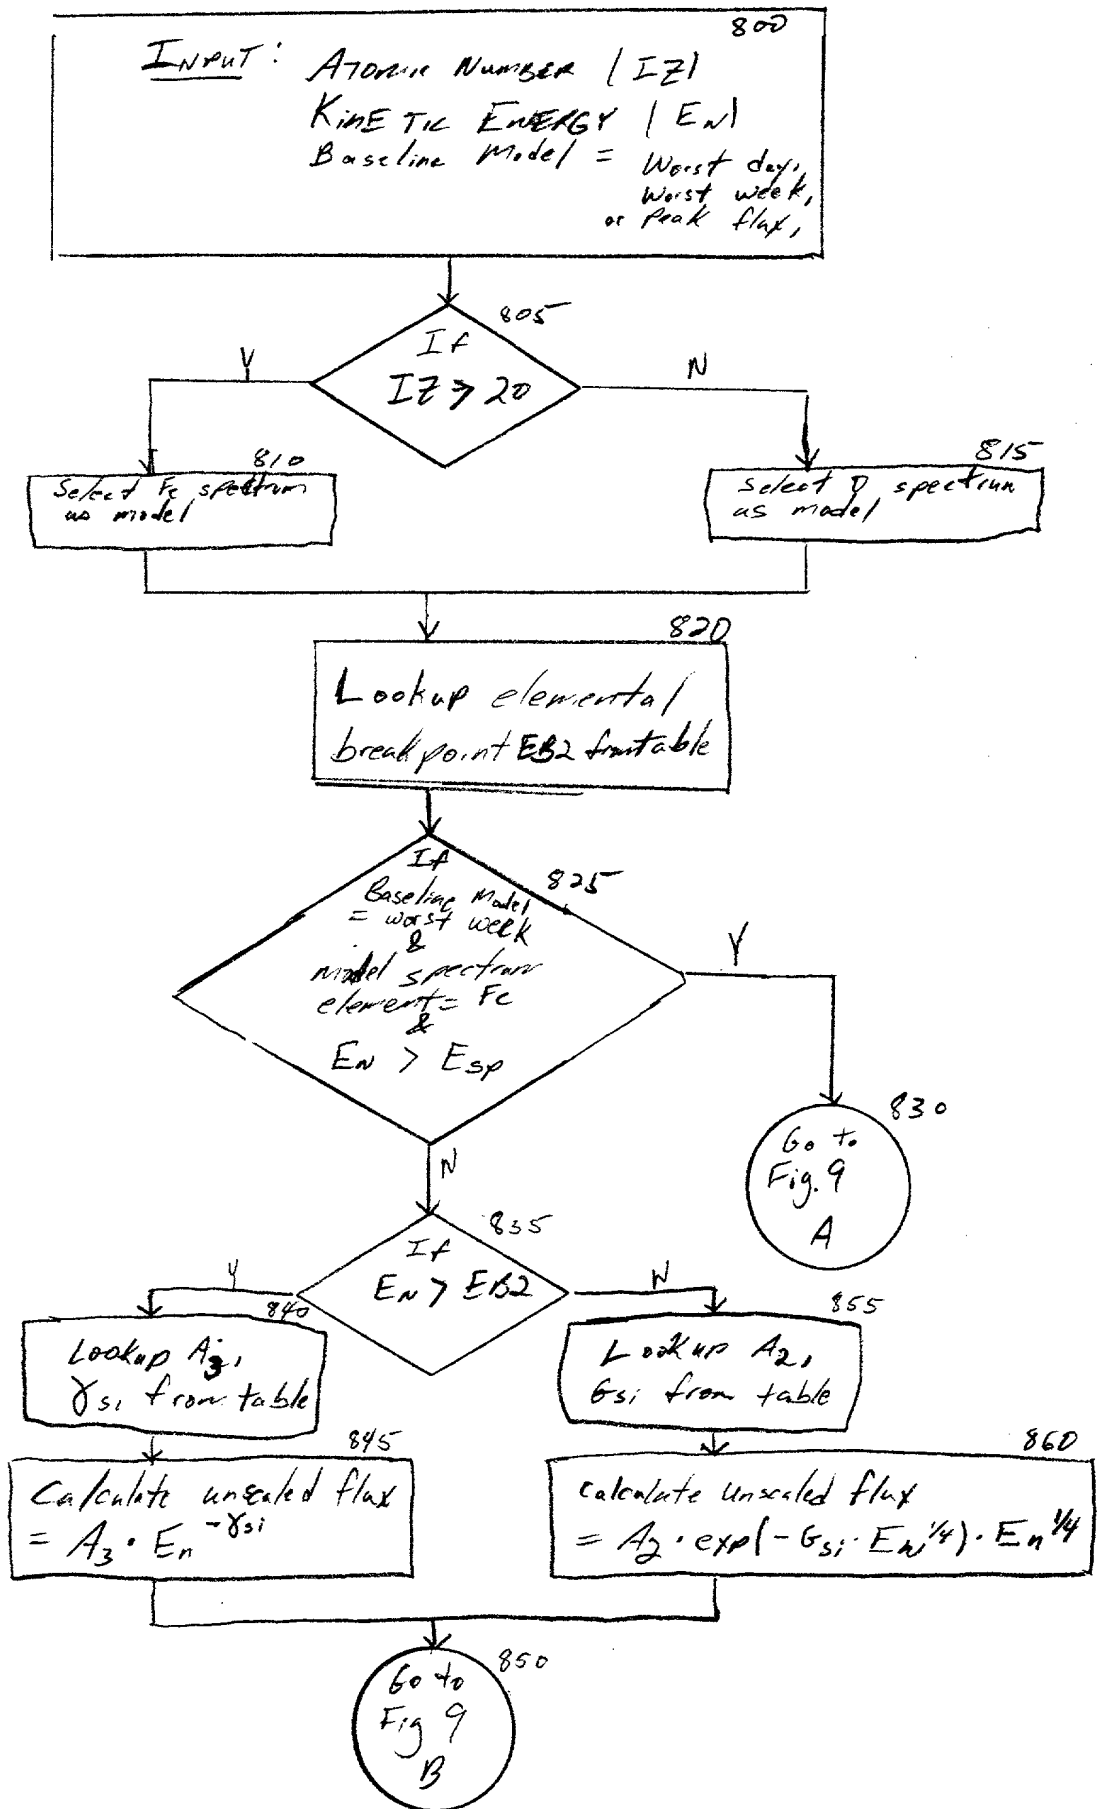 800
INPUT: ATOMIC NUMBER (IZ)
KINETIC ENERGY (EN)
Baseline Model = Worst day,
Worst week,
or peak flux,
805
If
IZ ⩾ 20
Y
N
810
Select Fe spectrum
as model
815
Select O spectrum
as model
820
Lookup elemental
breakpoint EB2 from table
825
If
Baseline Model
= worst week
&
model spectrum
element = Fe
&
EN > Esp
Y
N
830
Go to
Fig. 9
A
835
If
EN > EB2
Y
N
840
Lookup A3,
γsi from table
855
Lookup A2,
Gsi from table
845
Calculate unscaled flux
= A3 · En^-γsi
860
calculate unscaled flux
= A2 · exp(-Gsi · EN^1/4) · En^1/4
850
Go to
Fig 9
B